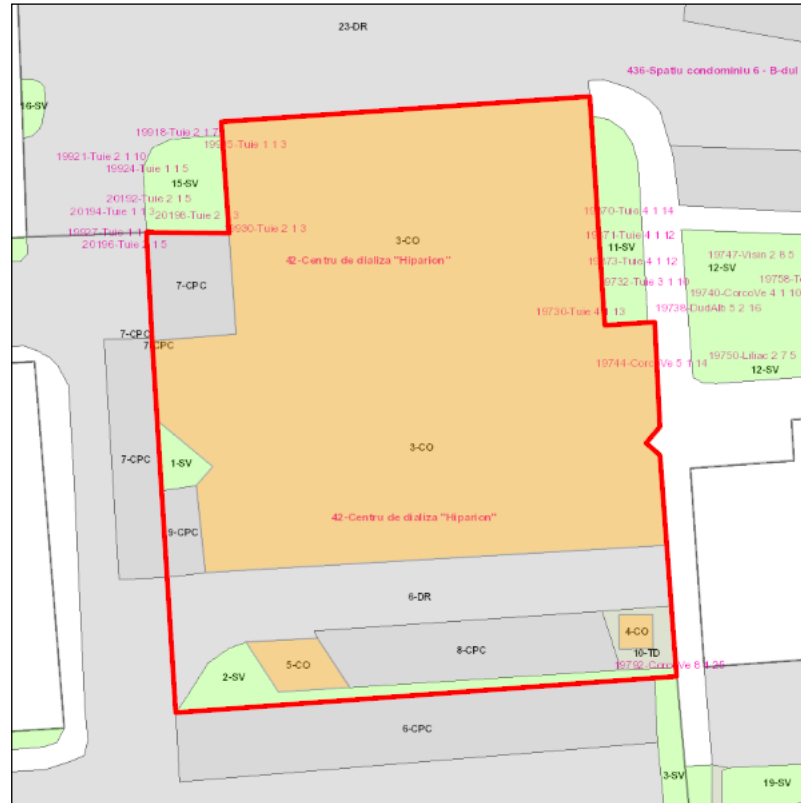 23-DR
436-Spatiu condominiu 6 - B-dul
16-SV
19918-Tuie 2 1 7
1 1 3
19921-Tuie 2 1 10
19924-Tuie 1 1 5
15-SV
20192-Tuie 2 1 5
20194-Tuie 1 1 3
20198-Tuie 2
19927-Tuie 1 1
20196-Tuie 2 1 5
19930-Tuie 2 1 3
3-CO
42-Centru de dializa "Hiparion"
Tuie 4 1 14
Tuie 4 1 12
11-SV
Tuie 4 1 12
19732-Tuie 3 1 10
19730-Tuie 4 1 13
19747-Visin 2 8 5
12-SV
19758-T
19740-CorcoVe 4 1 10
19738-DudAlb 5 2 16
7-CPC
7-CPC
7-CPC
19744-CorcoVe 5 1 14
19750-Liliac 2 7 5
12-SV
3-CO
7-CPC
1-SV
42-Centru de dializa "Hiparion"
9-CPC
6-DR
4-CO
8-CPC
10-TD
5-CO
19792-CorcoVe 8 1 25
2-SV
6-CPC
3-SV
19-SV